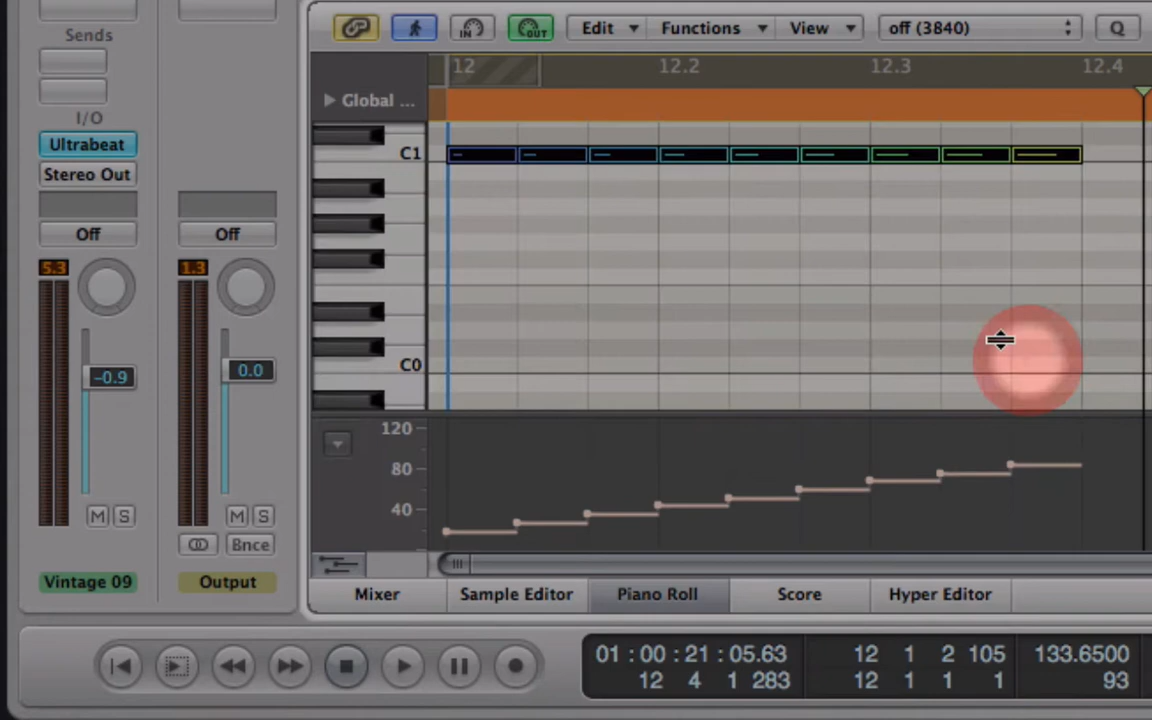 Sends
I/O
Ultrabeat
Stereo Out
Off
Off
5.3
1.3
-0.9
0.0
M S
M S
Bnce
Vintage 09
Output
IN
OUT
Edit
Functions
View
off (3840)
Q
12
12.2
12.3
12.4
Global ...
C1
C0
120
80
40
Mixer
Sample Editor
Piano Roll
Score
Hyper Editor
01 : 00 : 21 : 05.63
12 4 1 283
12 1 2 105
12 1 1 1
133.6500
93